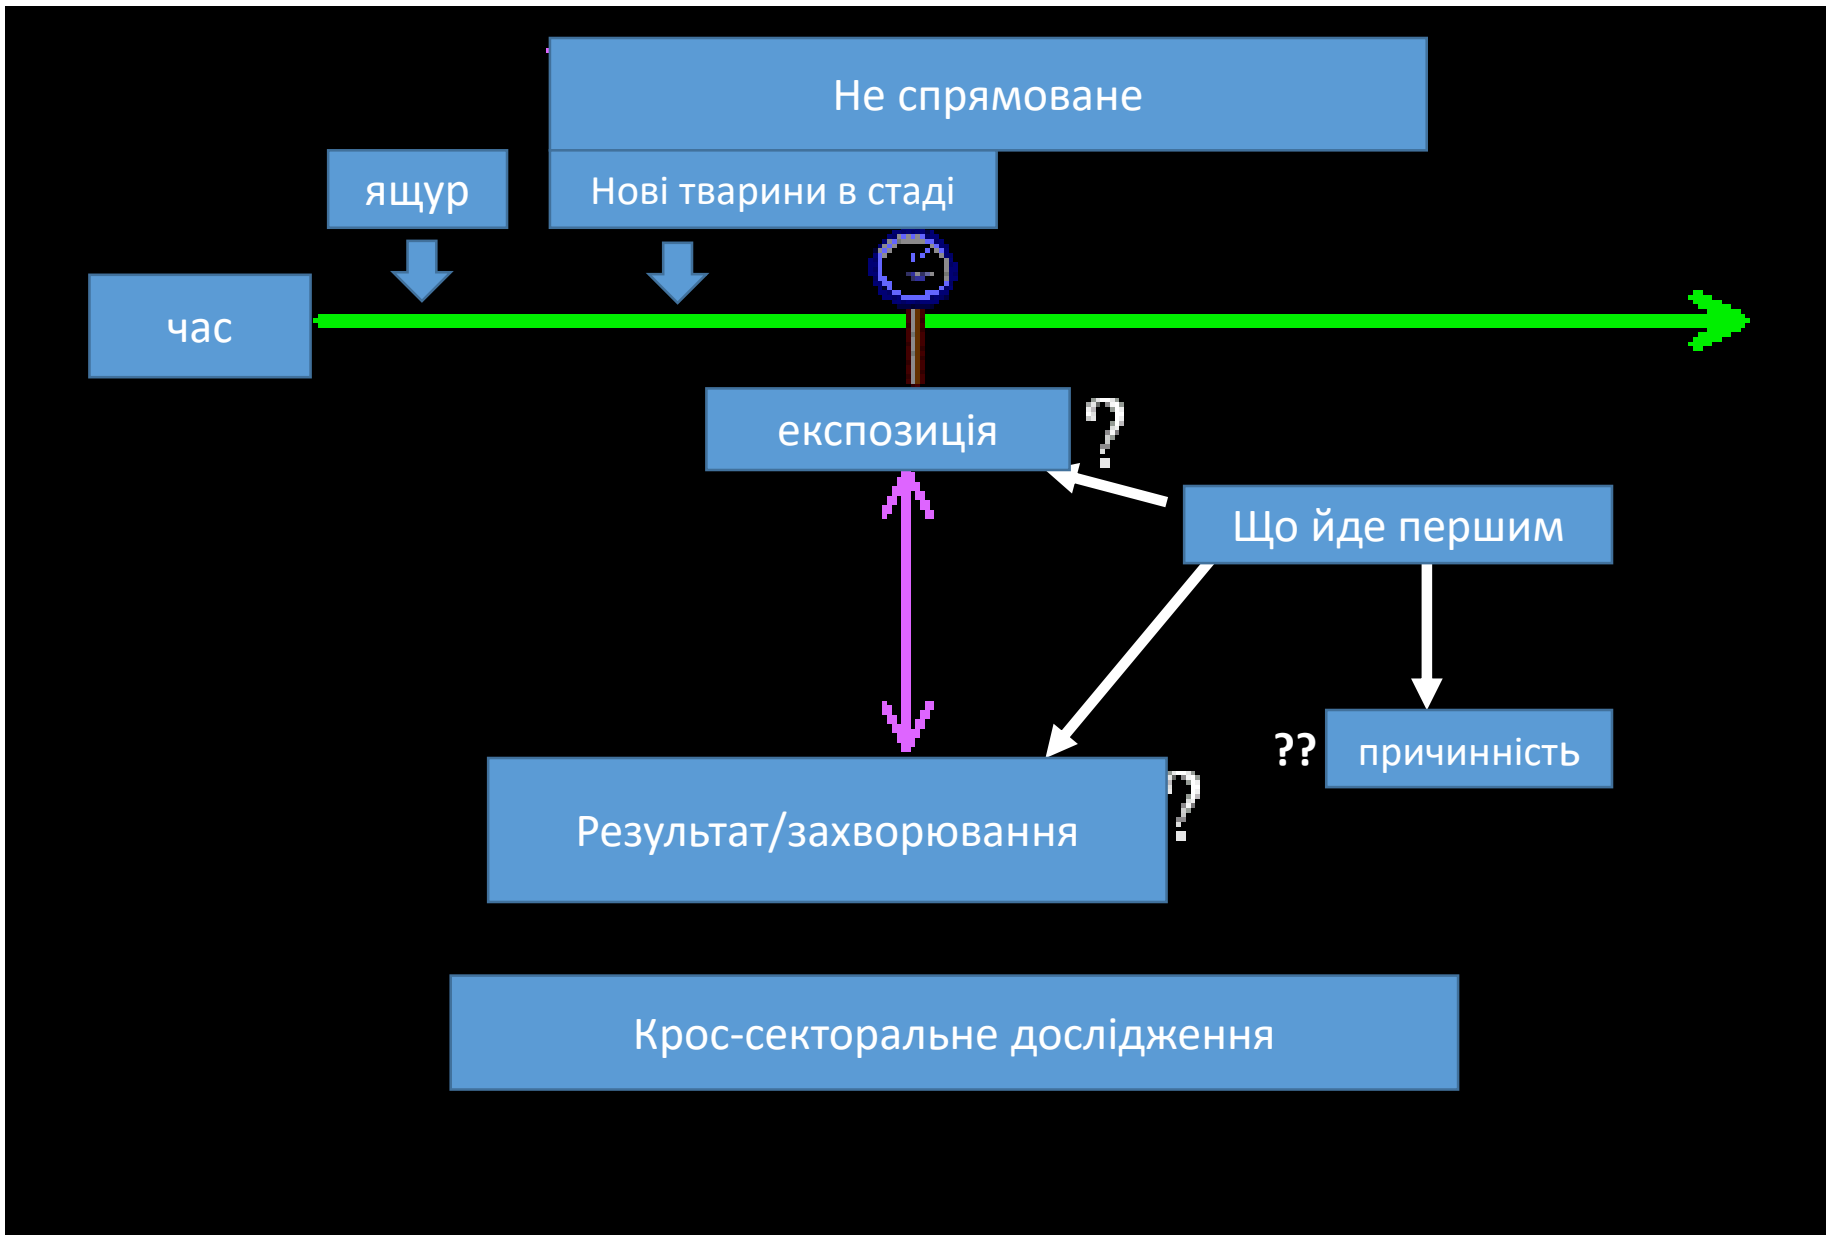 Не спрямоване
ящур
Нові тварини в стаді
час
експозиція
?
Що йде першим
??
причинність
Результат/захворювання
?
Крос-секторальне дослідження